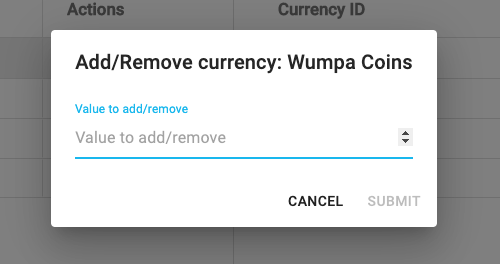 Actions Currency ID
Add/Remove currency: Wumpa Coins
Value to add/remove
Value to add/remove
CANCEL SUBMIT